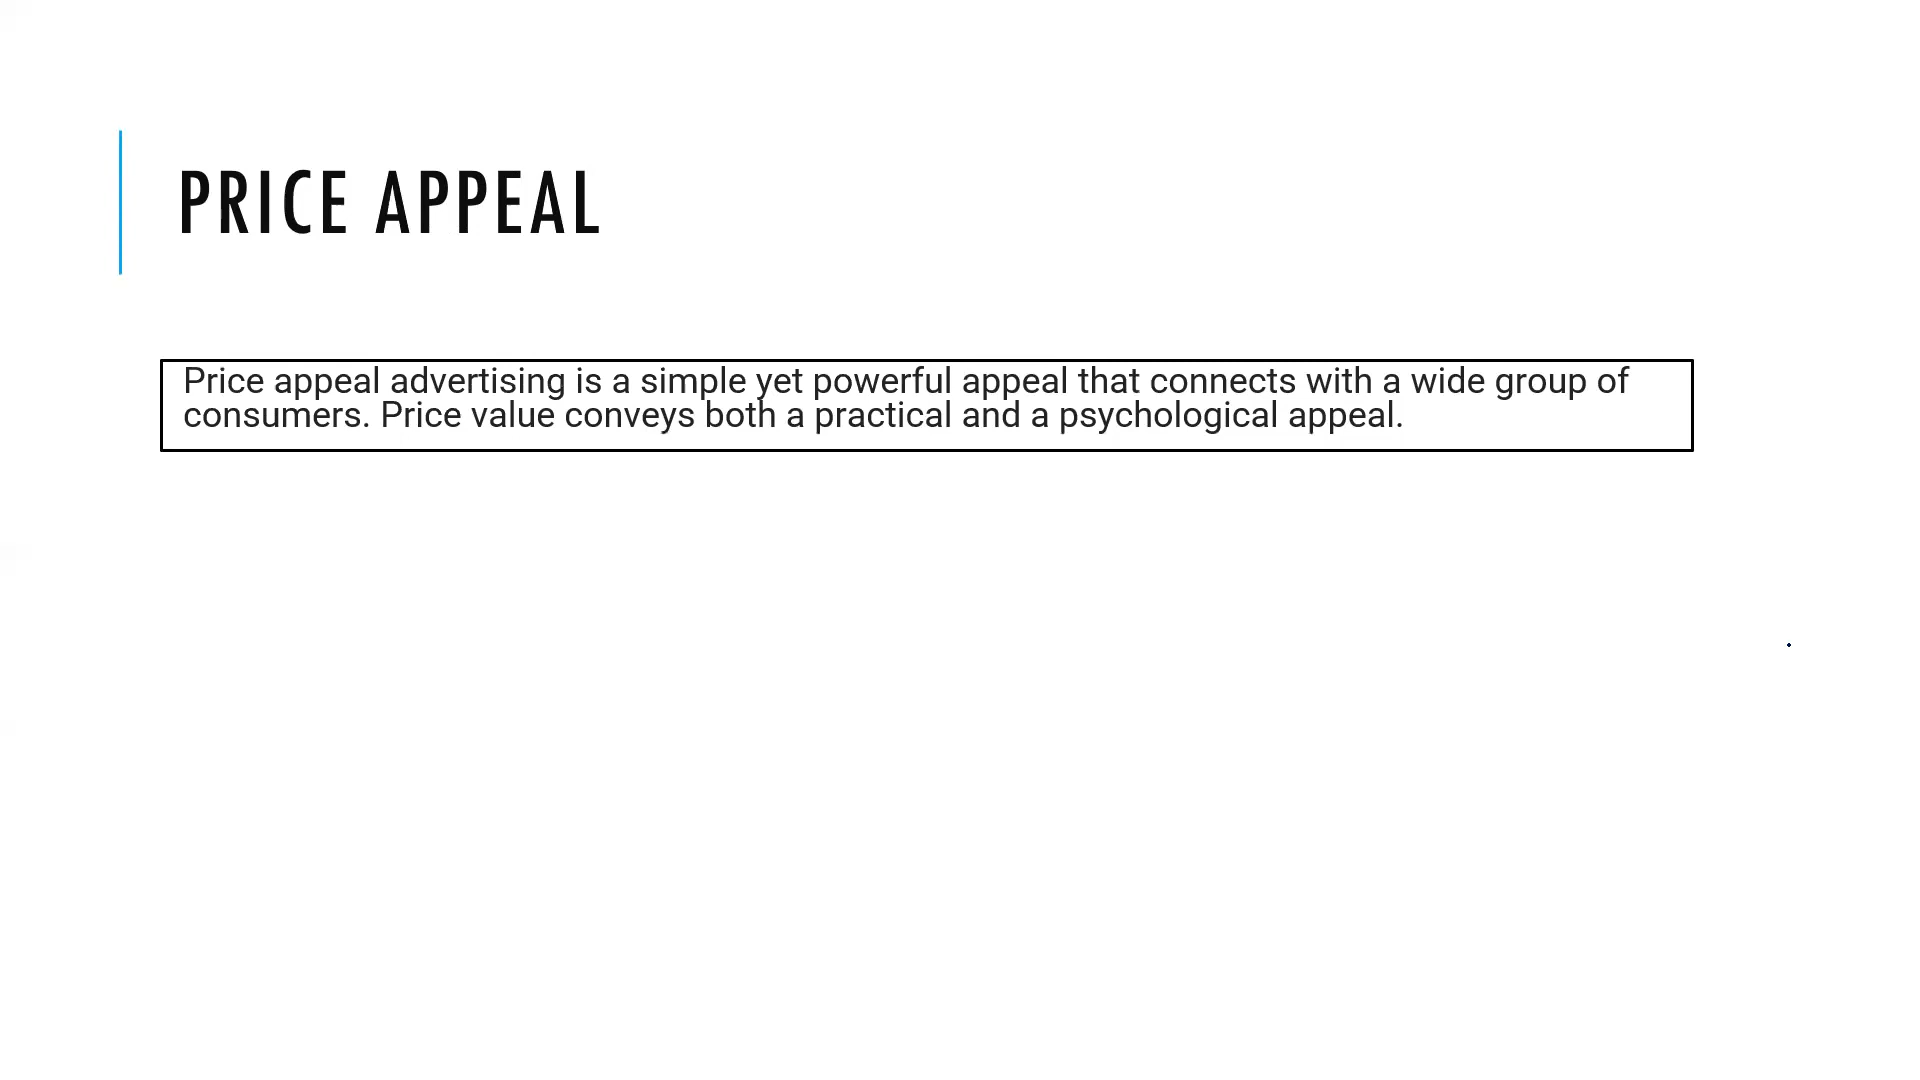 PRICE APPEAL
Price appeal advertising is a simple yet powerful appeal that connects with a wide group of
consumers. Price value conveys both a practical and a psychological appeal.
.